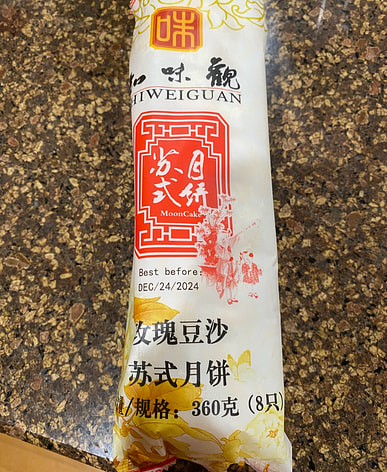 味
知味觀
HIWEIGUAN
苏式月饼
MoonCake
Best before:
DEC/24/2024
玫瑰豆沙
苏式月饼
/规格：360克（8只）